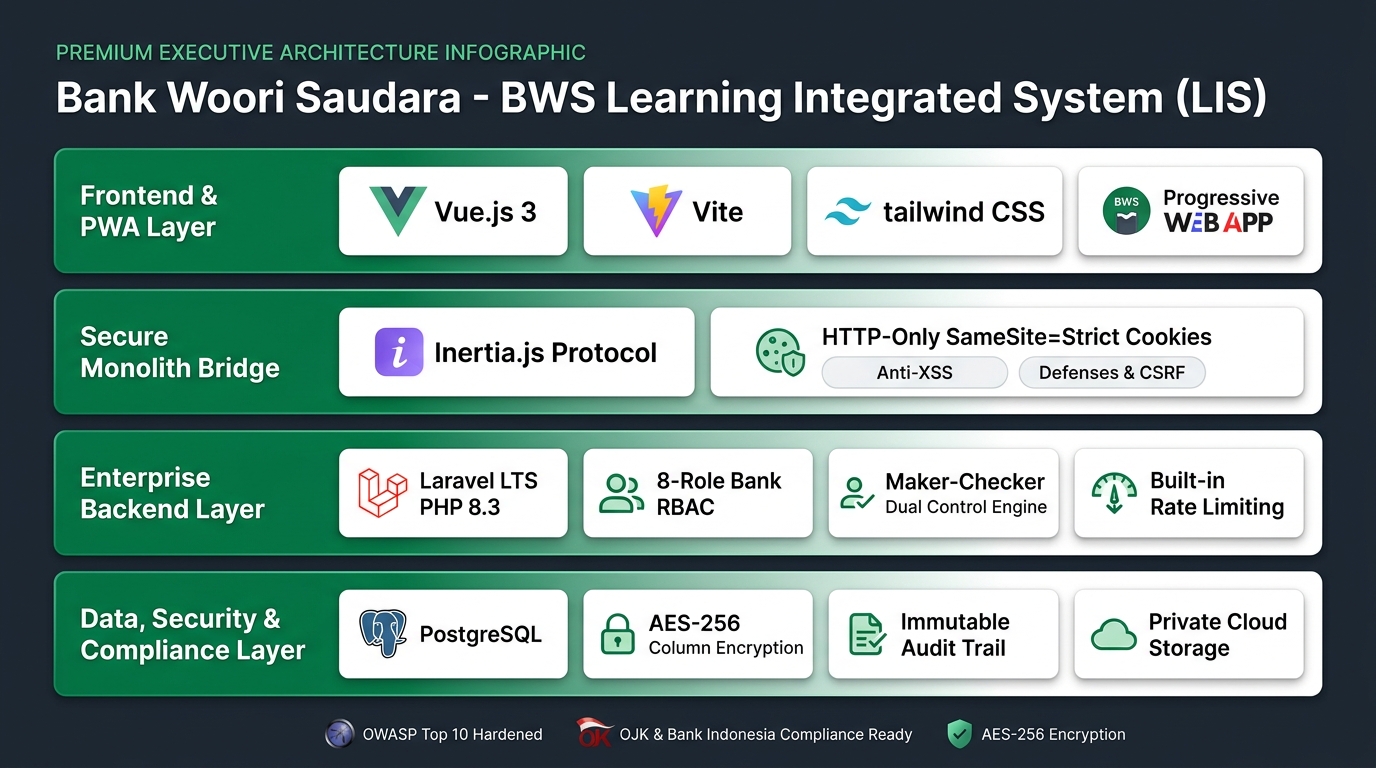 PREMIUM EXECUTIVE ARCHITECTURE INFOGRAPHIC
Bank Woori Saudara - BWS Learning Integrated System (LIS)
Frontend &
PWA Layer
Vue.js 3
Vite
tailwind CSS
BWS
Progressive
WEB APP
Secure
Monolith Bridge
i
Inertia.js Protocol
HTTP-Only SameSite=Strict Cookies
Anti-XSS
Defenses & CSRF
Enterprise
Backend Layer
Laravel LTS
PHP 8.3
8-Role Bank
RBAC
Maker-Checker
Dual Control Engine
Built-in
Rate Limiting
Data, Security &
Compliance Layer
PostgreSQL
AES-256
Column Encryption
Immutable
Audit Trail
Private Cloud
Storage
OWASP Top 10 Hardened
OK
OJK & Bank Indonesia Compliance Ready
AES-256 Encryption